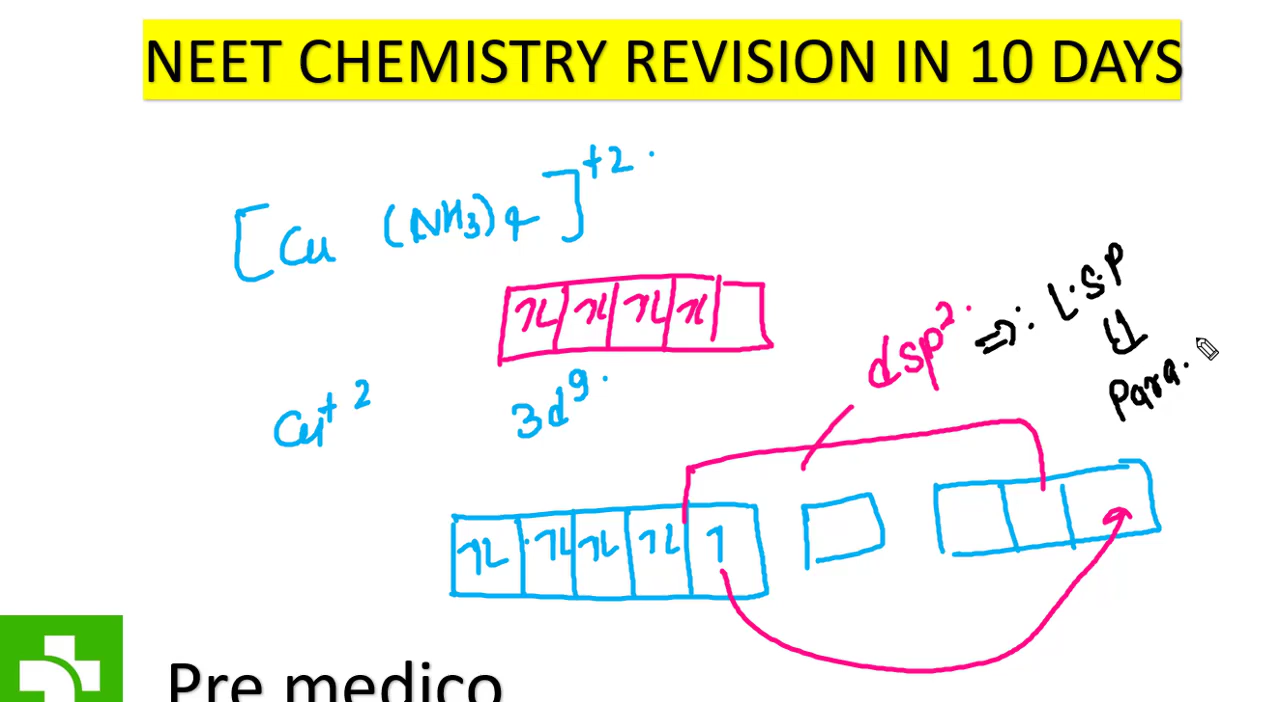 NEET CHEMISTRY REVISION IN 10 DAYS
[Cu (NH3)4]+2.
dsp2. ⇒: L.S.P
⇓
Para.
Cu+2 3d9.
Pre medico